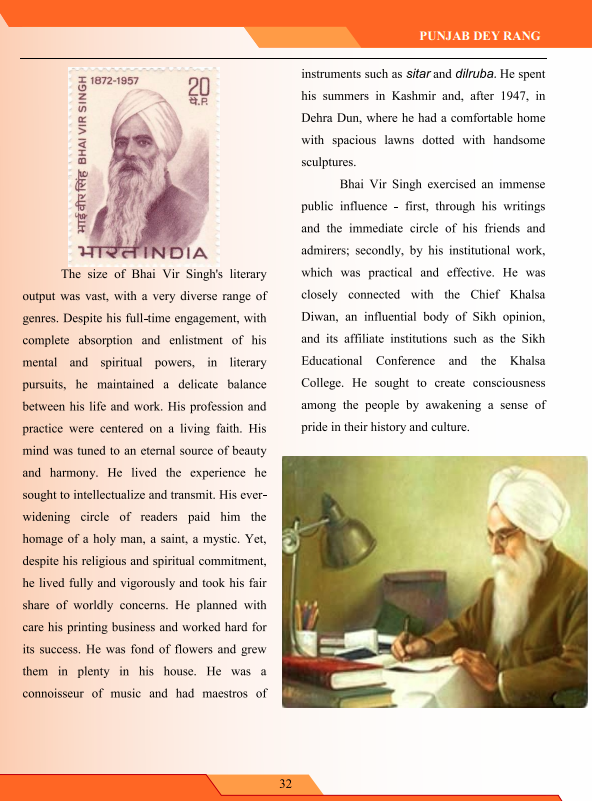 PUNJAB DEY RANG
1872-1957
20
पै.P.
BHAI VIR SINGH
भाई वीर सिंह
भारत INDIA
The size of Bhai Vir Singh's literary
output was vast, with a very diverse range of
genres. Despite his full-time engagement, with
complete absorption and enlistment of his
mental and spiritual powers, in literary
pursuits, he maintained a delicate balance
between his life and work. His profession and
practice were centered on a living faith. His
mind was tuned to an eternal source of beauty
and harmony. He lived the experience he
sought to intellectualize and transmit. His ever-
widening circle of readers paid him the
homage of a holy man, a saint, a mystic. Yet,
despite his religious and spiritual commitment,
he lived fully and vigorously and took his fair
share of worldly concerns. He planned with
care his printing business and worked hard for
its success. He was fond of flowers and grew
them in plenty in his house. He was a
connoisseur of music and had maestros of
instruments such as sitar and dilruba. He spent
his summers in Kashmir and, after 1947, in
Dehra Dun, where he had a comfortable home
with spacious lawns dotted with handsome
sculptures.
Bhai Vir Singh exercised an immense
public influence - first, through his writings
and the immediate circle of his friends and
admirers; secondly, by his institutional work,
which was practical and effective. He was
closely connected with the Chief Khalsa
Diwan, an influential body of Sikh opinion,
and its affiliate institutions such as the Sikh
Educational Conference and the Khalsa
College. He sought to create consciousness
among the people by awakening a sense of
pride in their history and culture.
32